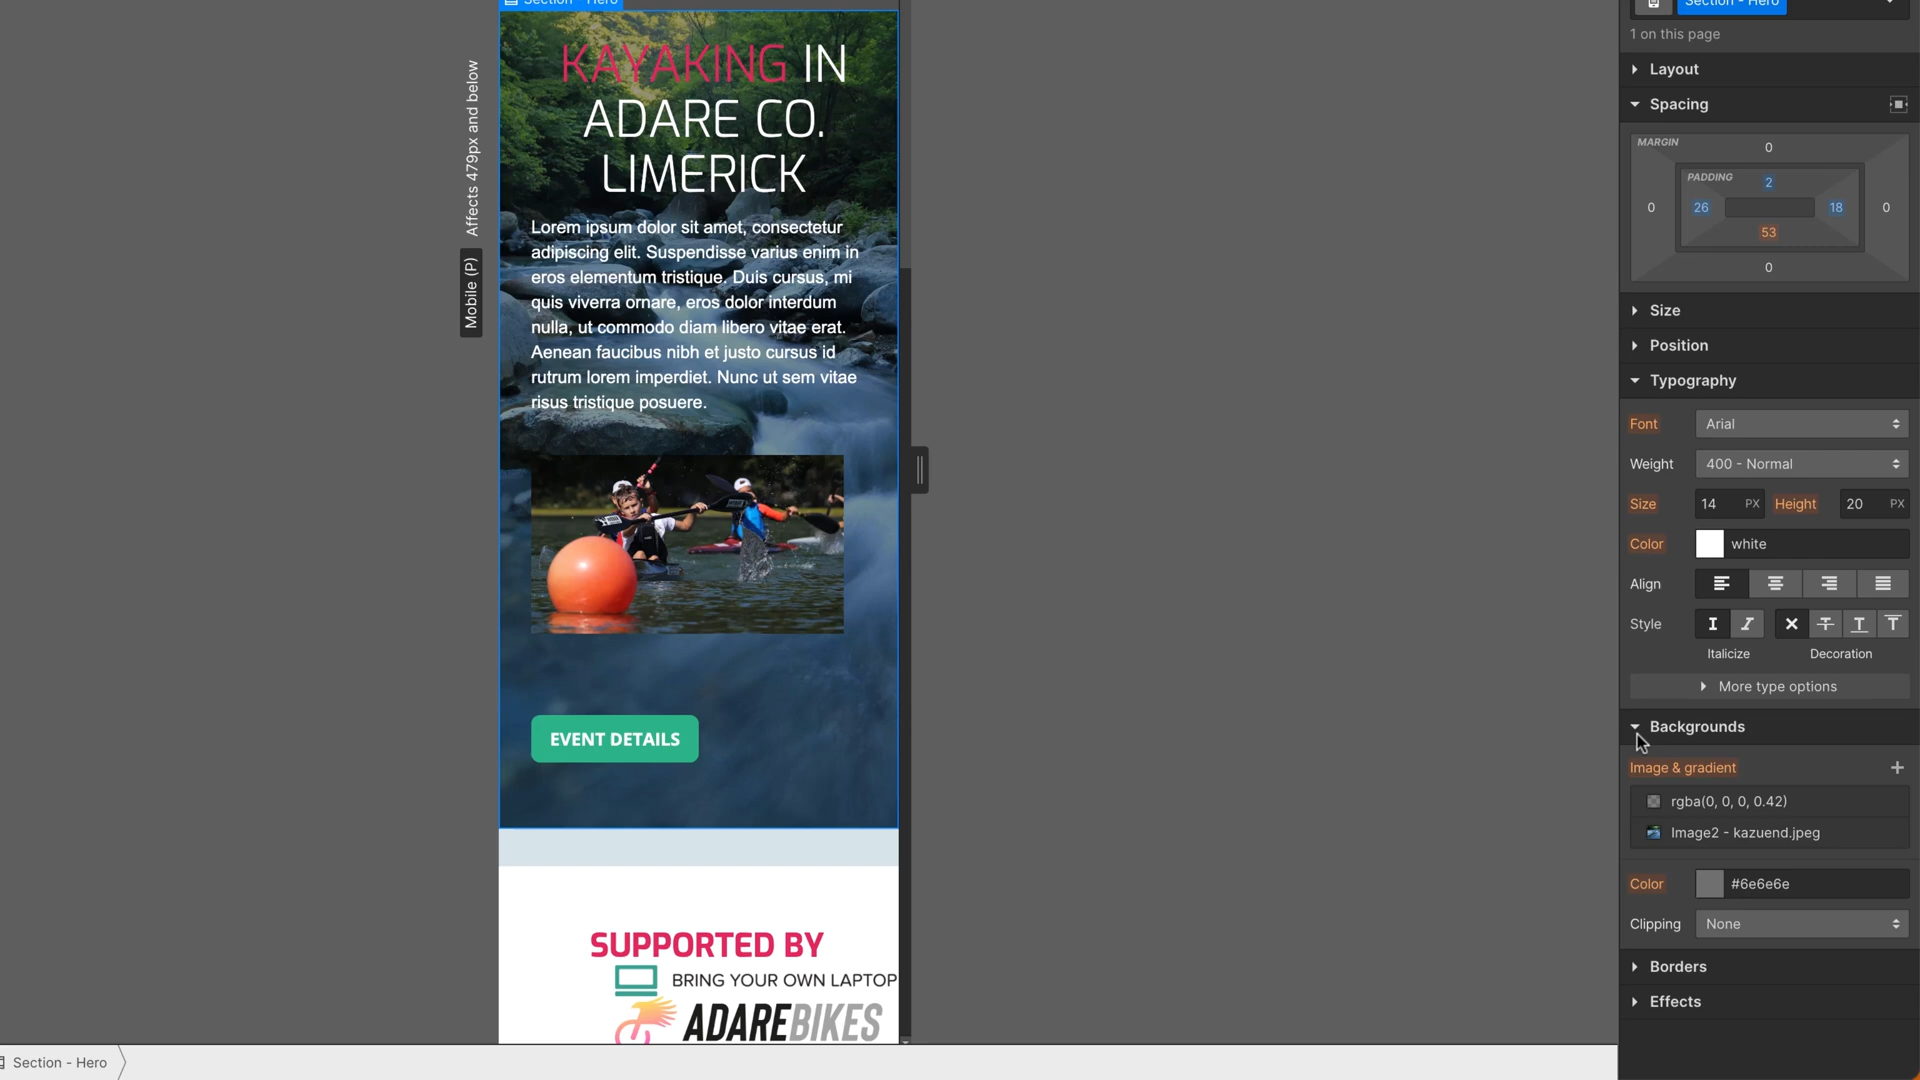 Section - Hero
Affects 479px and below
Mobile (P)
KAYAKING IN
ADARE CO.
LIMERICK
Lorem ipsum dolor sit amet, consectetur
adipiscing elit. Suspendisse varius enim in
eros elementum tristique. Duis cursus, mi
quis viverra ornare, eros dolor interdum
nulla, ut commodo diam libero vitae erat.
Aenean faucibus nibh et justo cursus id
rutrum lorem imperdiet. Nunc ut sem vitae
risus tristique posuere.
EVENT DETAILS
SUPPORTED BY
BRING YOUR OWN LAPTOP
ADAREBIKES
Section - Hero
Section - Hero
1 on this page
Layout
Spacing
MARGIN
0
PADDING
2
0 26 18 0
53
0
Size
Position
Typography
Font Arial
Weight 400 - Normal
Size 14 PX Height 20 PX
Color white
Align
Style
Italicize Decoration
More type options
Backgrounds
Image & gradient
rgba(0, 0, 0, 0.42)
Image2 - kazuend.jpeg
Color #6e6e6e
Clipping None
Borders
Effects